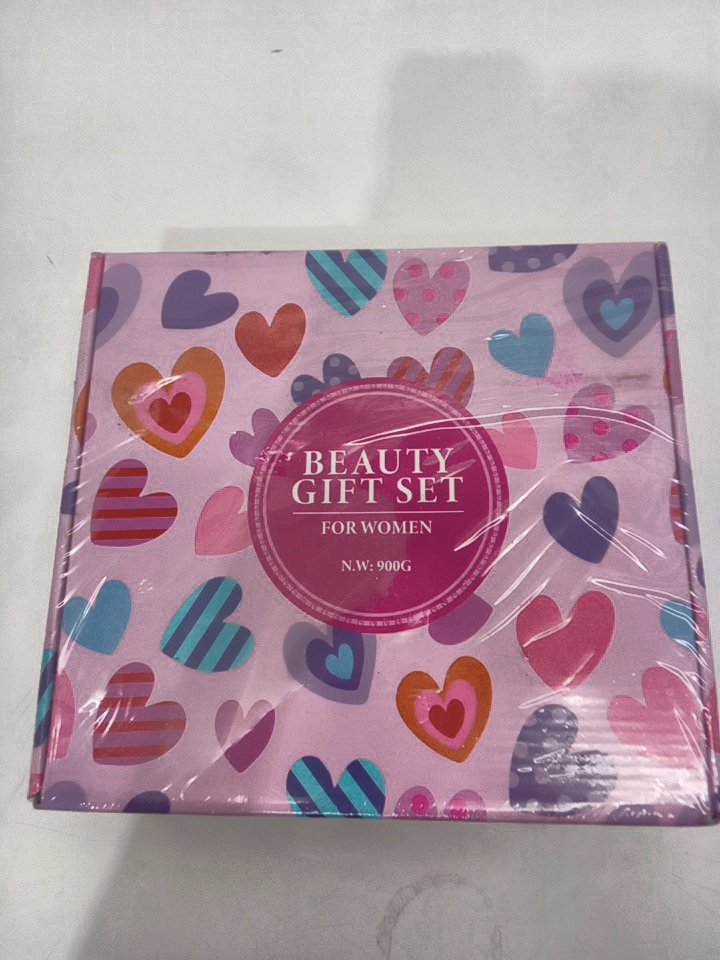 BEAUTY
GIFT SET
FOR WOMEN
N.W: 900G